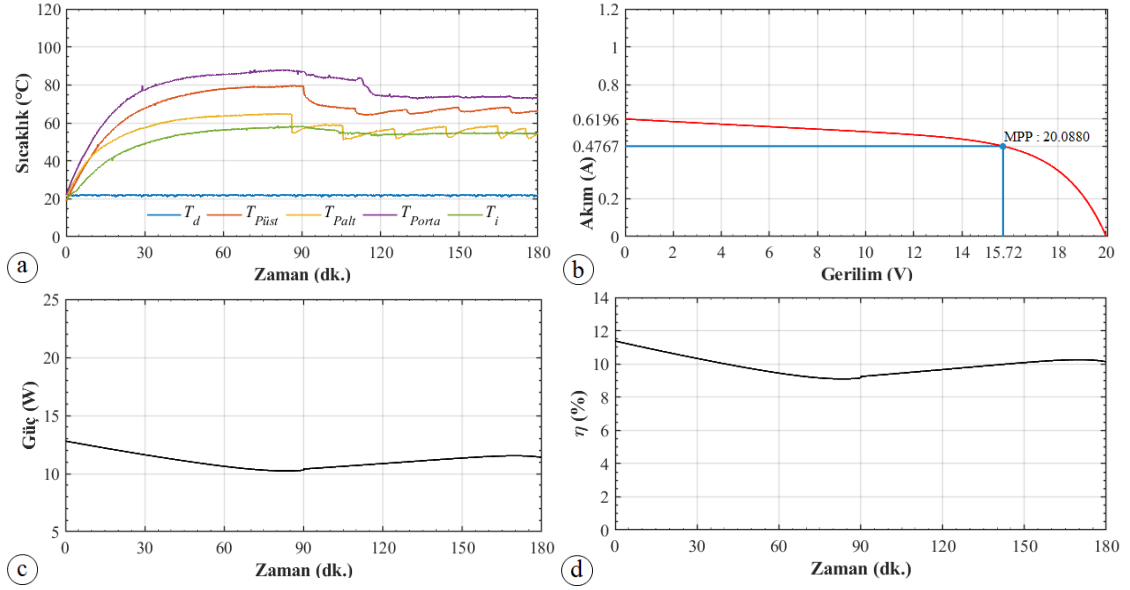 120
100
80
60
40
20
0
Sıcaklık (°C)
T_d T_Püst T_Palt T_Porta T_i
0 30 60 90 120 150 180
Zaman (dk.)
a
1.2
1
0.8
0.6196
0.4767
0.2
0
Akım (A)
MPP : 20.0880
0 2 4 6 8 10 12 14 15.72 18 20
Gerilim (V)
b
25
20
15
10
5
Güç (W)
0 30 60 90 120 150 180
Zaman (dk.)
c
14
12
10
8
6
4
2
0
η (%)
0 30 60 90 120 150 180
Zaman (dk.)
d